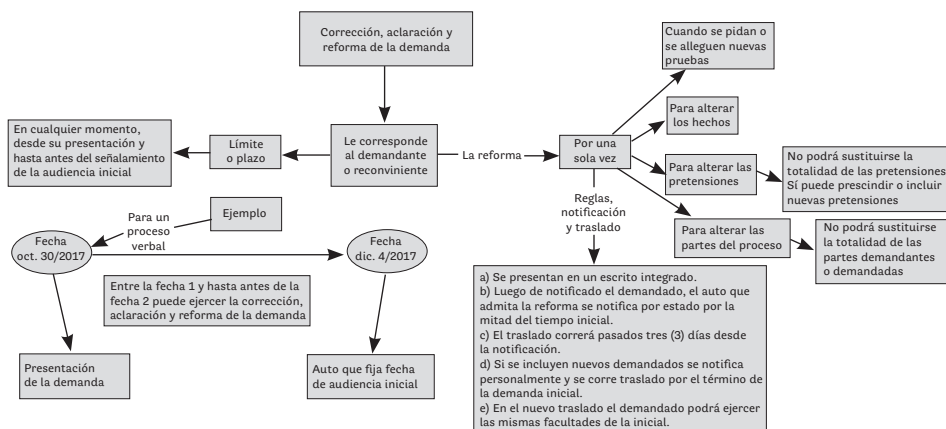 Corrección, aclaración y
reforma de la demanda
Cuando se pidan o
se alleguen nuevas
pruebas
En cualquier momento,
desde su presentación y
hasta antes del señalamiento
de la audiencia inicial
Límite
o plazo
Le corresponde
al demandante
o reconviniente
La reforma
Por una
sola vez
Para alterar
los hechos
Para alterar las
pretensiones
No podrá sustituirse la
totalidad de las pretensiones
Sí puede prescindir o incluir
nuevas pretensiones
Para alterar las
partes del proceso
No podrá sustituirse
la totalidad de las
partes demandantes
o demandadas
Reglas,
notificación
y traslado
Ejemplo
Para un
proceso
verbal
Fecha
oct. 30/2017
Fecha
dic. 4/2017
Entre la fecha 1 y hasta antes de la
fecha 2 puede ejercer la corrección,
aclaración y reforma de la demanda
Presentación
de la demanda
Auto que fija fecha
de audiencia inicial
a) Se presentan en un escrito integrado.
b) Luego de notificado el demandado, el auto que
admita la reforma se notifica por estado por la
mitad del tiempo inicial.
c) El traslado correrá pasados tres (3) días desde
la notificación.
d) Si se incluyen nuevos demandados se notifica
personalmente y se corre traslado por el término de
la demanda inicial.
e) En el nuevo traslado el demandado podrá ejercer
las mismas facultades de la inicial.